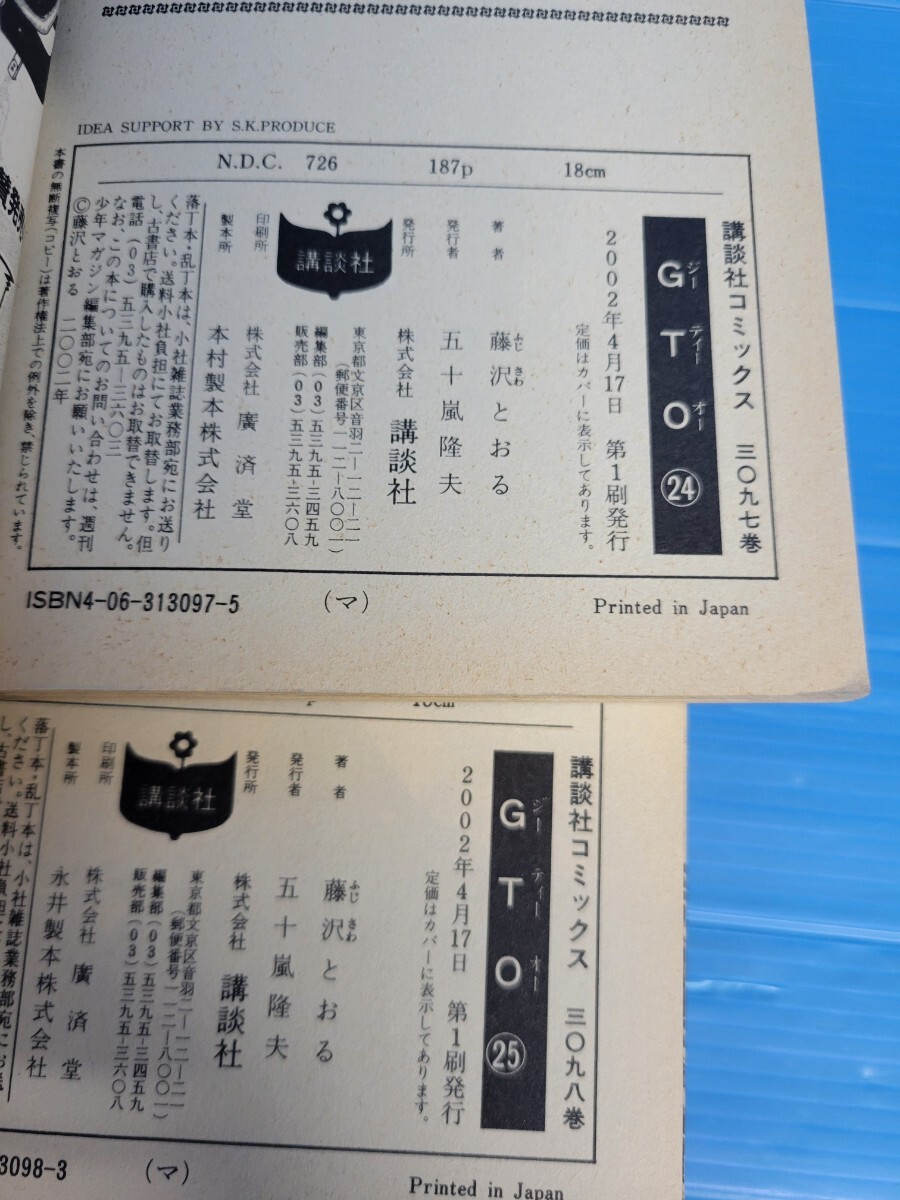 IDEA SUPPORT BY S.K.PRODUCE
N.D.C. 726 187p 18cm
講談社コミックス 三〇九七巻
GTO ㉔
ジー ティー オー
2002年4月17日 第1刷発行
定価はカバーに表示してあります。
著者 藤沢とおる
ふじ さわ
発行者 五十嵐隆夫
発行所 株式会社 講談社
東京都文京区音羽二―一二―二一
(郵便番号一一二―八〇〇一)
編集部(03)五三九五―三四五九
販売部(03)五三九五―三六〇八
講談社
印刷所 株式会社 廣済堂
製本所 本村製本株式会社
落丁本・乱丁本は、小社雑誌業務部宛にお送り
ください。送料小社負担にてお取替します。但
し、古書店で購入したものはお取替できません。
電話(03)五三九五―三六〇三
なお、この本についてのお問い合わせは、週刊
少年マガジン編集部宛にお願いいたします。
©藤沢とおる 二〇〇二年
本書の無断複写(コピー)は著作権法上での例外を除き、禁じられています。
ISBN4-06-313097-5
(マ)
Printed in Japan
18cm
講談社コミックス 三〇九八巻
GTO ㉕
ジー ティー オー
2002年4月17日 第1刷発行
定価はカバーに表示してあります。
著者 藤沢とおる
ふじ さわ
発行者 五十嵐隆夫
発行所 株式会社 講談社
東京都文京区音羽二―一二―二一
(郵便番号一一二―八〇〇一)
編集部(03)五三九五―三四五九
販売部(03)五三九五―三六〇八
講談社
印刷所 株式会社 廣済堂
製本所 永井製本株式会社
落丁本・乱丁本は、小社雑誌業務部宛にお送
ください。送料小社負担
し、古書
3098-3
(マ)
Printed in Japan